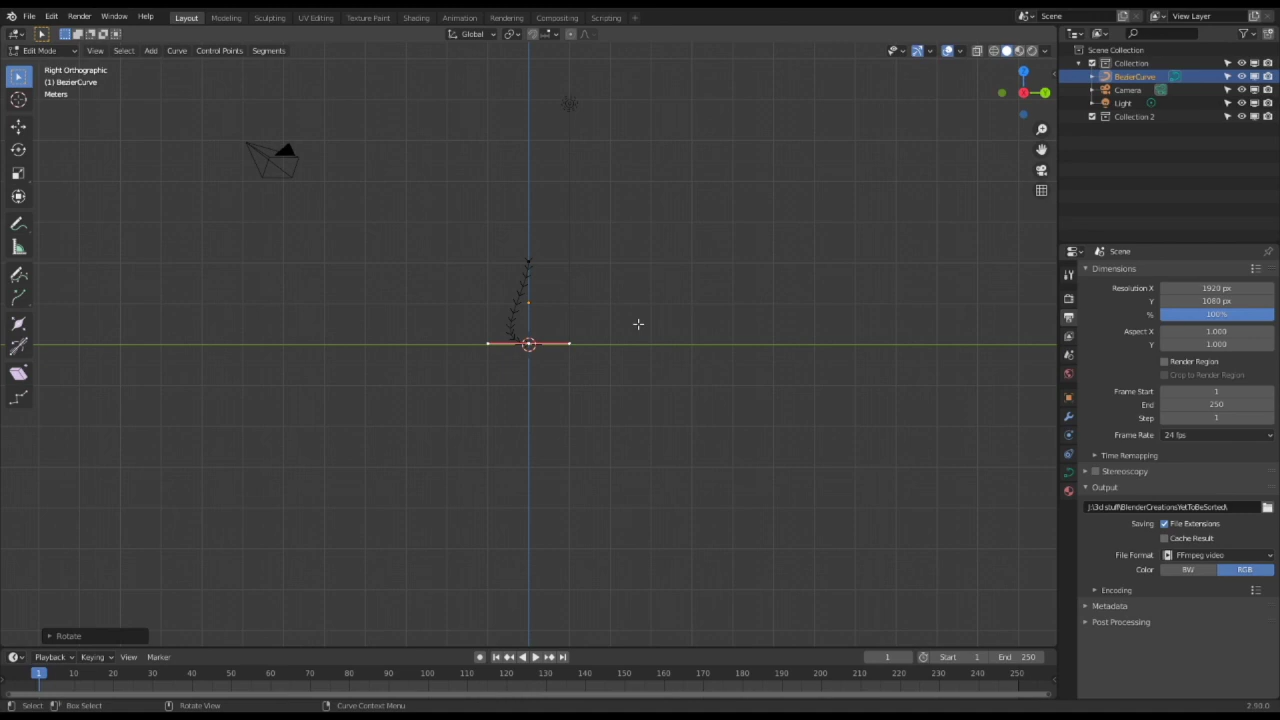 File Edit Render Window Help Layout Modeling Sculpting UV Editing Texture Paint Shading Animation Rendering Compositing Scripting + Scene View Layer
Global
Edit Mode View Select Add Curve Control Points Segments
Right Orthographic
(1) BezierCurve
Meters
Z
X
Y
Scene Collection
Collection
BezierCurve
Camera
Light
Collection 2
Scene
Dimensions
Resolution X 1920 px
Y 1080 px
% 100%
Aspect X 1.000
Y 1.000
Render Region
Crop to Render Region
Frame Start 1
End 250
Step 1
Frame Rate 24 fps
Time Remapping
Stereoscopy
Output
J:\3d stuff\BlenderCreationsYetToBeSorted\
Saving File Extensions
Cache Result
File Format FFmpeg video
Color BW RGB
Encoding
Metadata
Post Processing
Rotate
Playback Keying View Marker 1 Start 1 End 250
1 10 20 30 40 50 60 70 80 90 100 110 120 130 140 150 160 170 180 190 200 210 220 230 240 250
Select Box Select Rotate View Curve Context Menu 2.90.0